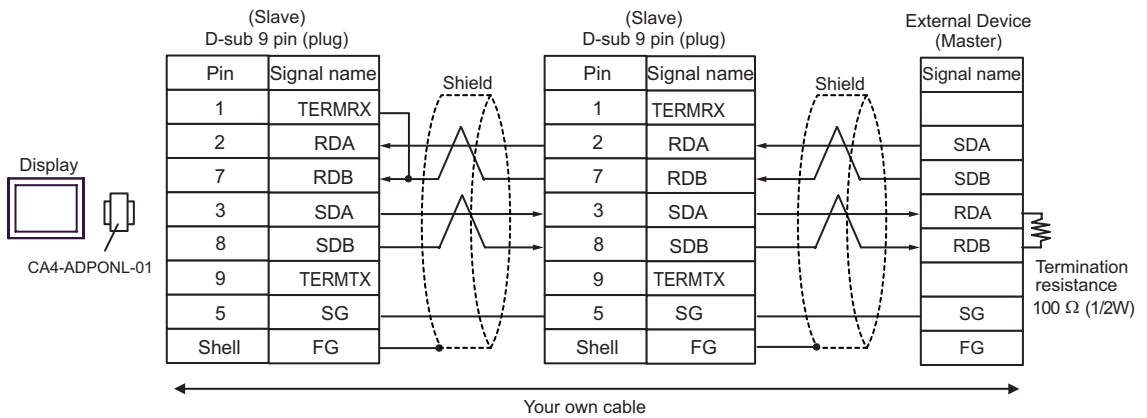 (Slave)
D-sub 9 pin (plug)
(Slave)
D-sub 9 pin (plug)
External Device
(Master)
Pin Signal name
Shield
Pin Signal name
Shield
Signal name
1 TERMRX
1 TERMRX
2 RDA
2 RDA
SDA
7 RDB
7 RDB
SDB
3 SDA
3 SDA
RDA
8 SDB
8 SDB
RDB
9 TERMTX
9 TERMTX
5 SG
5 SG
SG
Shell FG
Shell FG
FG
Display
CA4-ADPONL-01
Termination
resistance
100 Ω (1/2W)
Your own cable